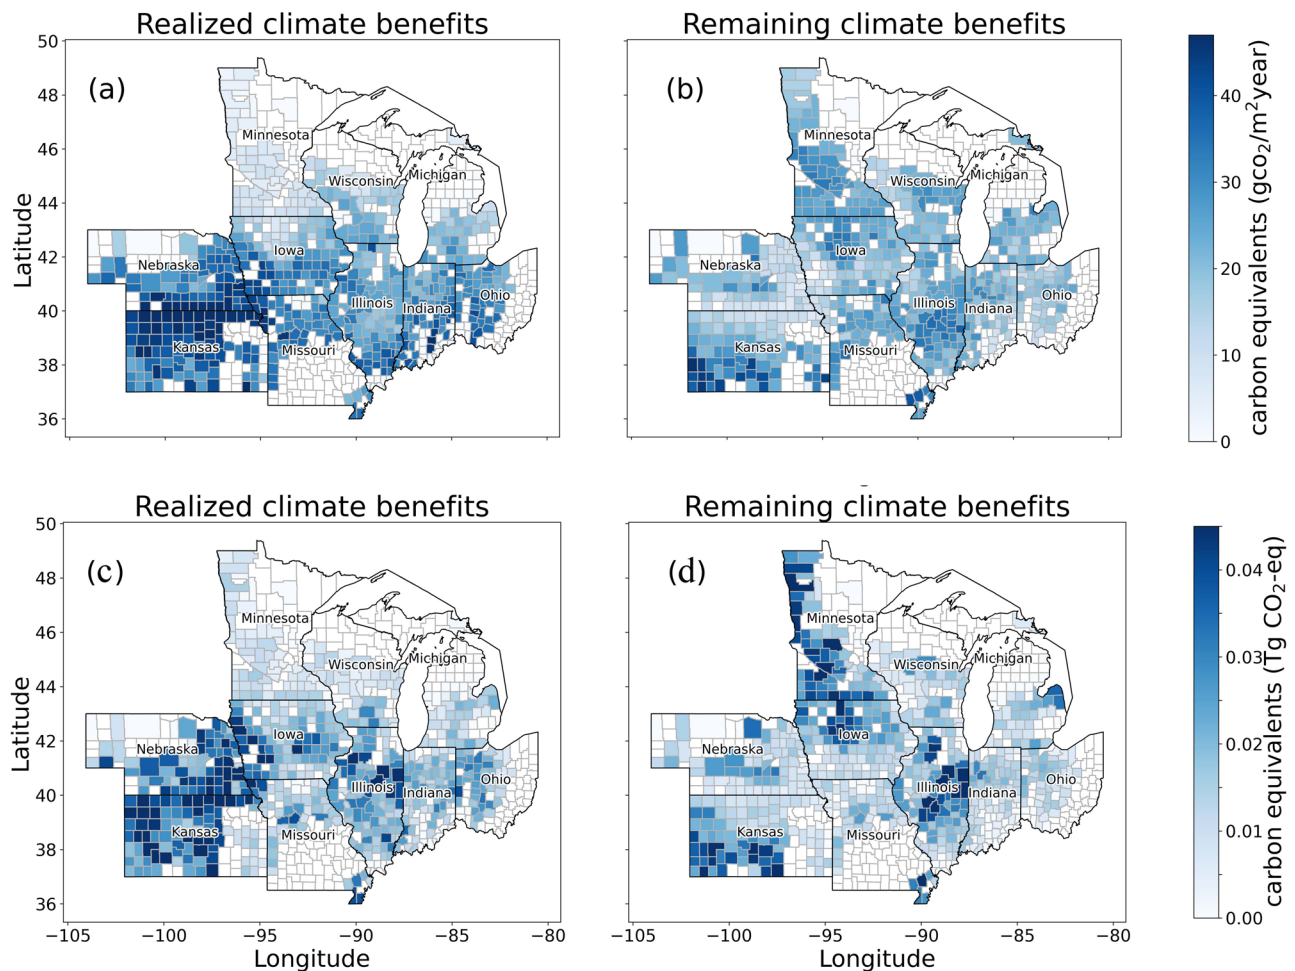 Realized climate benefits
Remaining climate benefits
(a)
(b)
50
48
46
44
42
40
38
36
Latitude
Minnesota
Wisconsin
Michigan
Iowa
Nebraska
Illinois
Indiana
Ohio
Kansas
Missouri
Minnesota
Wisconsin
Michigan
Iowa
Nebraska
Illinois
Indiana
Ohio
Kansas
Missouri
40
30
20
10
0
carbon equivalents (gco₂/m² year)
Realized climate benefits
Remaining climate benefits
(c)
(d)
50
48
46
44
42
40
38
36
Latitude
Minnesota
Wisconsin
Michigan
Iowa
Nebraska
Illinois
Indiana
Ohio
Kansas
Missouri
Minnesota
Wisconsin
Michigan
Iowa
Nebraska
Illinois
Indiana
Ohio
Kansas
Missouri
0.04
0.03
0.02
0.01
0.00
carbon equivalents (Tg CO₂-eq)
−105 −100 −95 −90 −85 −80
−100 −95 −90 −85 −80
Longitude
Longitude